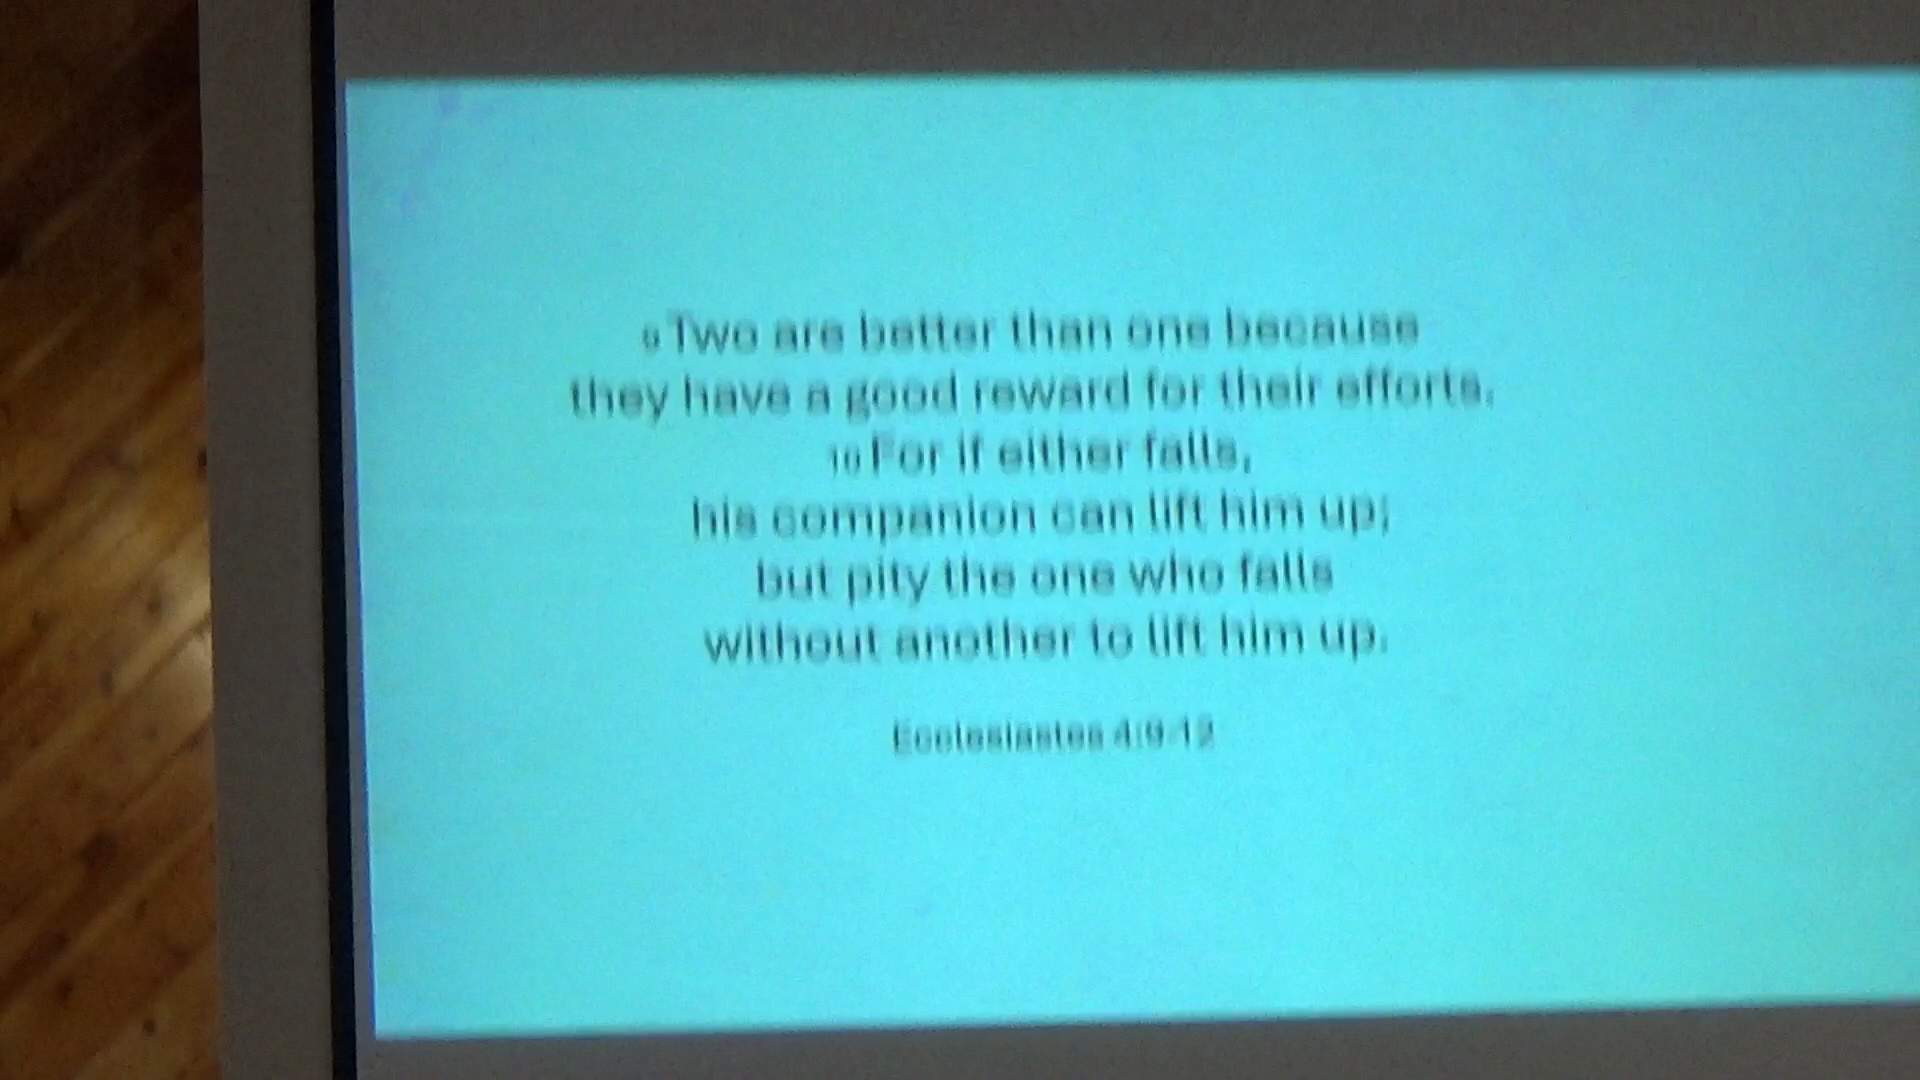 9 Two are better than one because
they have a good reward for their efforts.
10 For if either falls,
his companion can lift him up;
but pity the one who falls
without another to lift him up.
Ecclesiastes 4:9-12